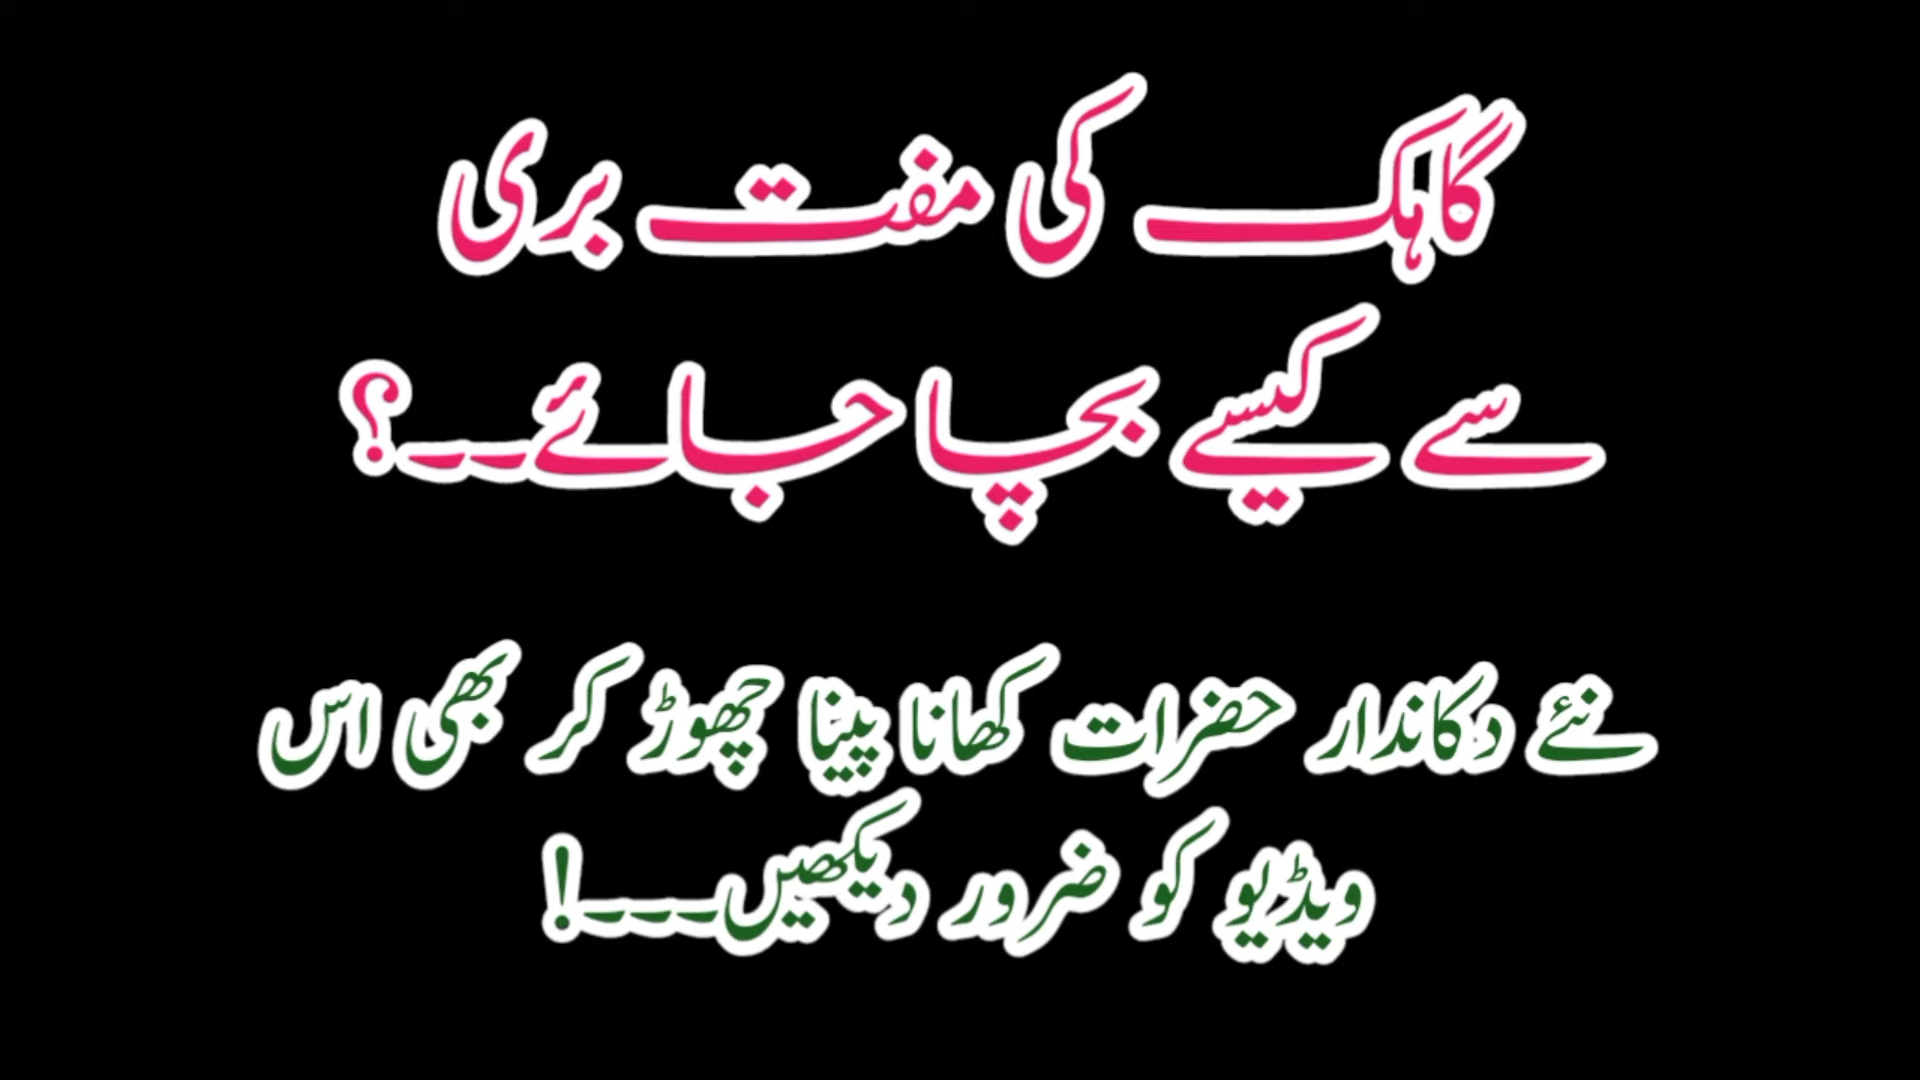 گاہک کی مفت بری
سے کیسے بچا جائے۔۔؟
نئے دکاندار حضرات کھانا پینا چھوڑ کر بھی اس
ویڈیو کو ضرور دیکھیں۔۔۔!